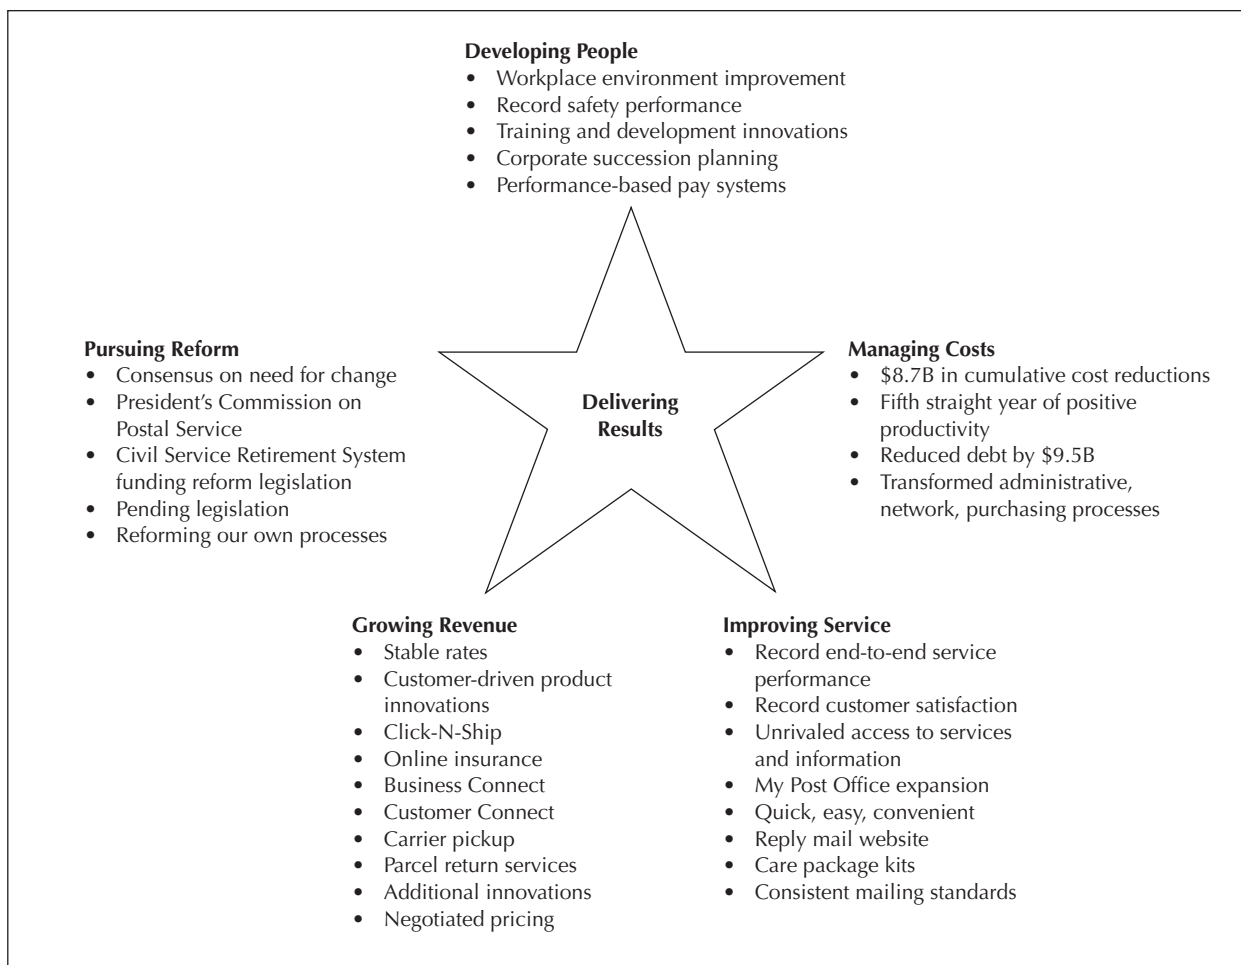 Developing People
• Workplace environment improvement
• Record safety performance
• Training and development innovations
• Corporate succession planning
• Performance-based pay systems
Pursuing Reform
• Consensus on need for change
• President’s Commission on
Postal Service
• Civil Service Retirement System
funding reform legislation
• Pending legislation
• Reforming our own processes
Delivering
Results
Managing Costs
• $8.7B in cumulative cost reductions
• Fifth straight year of positive
productivity
• Reduced debt by $9.5B
• Transformed administrative,
network, purchasing processes
Growing Revenue
• Stable rates
• Customer-driven product
innovations
• Click-N-Ship
• Online insurance
• Business Connect
• Customer Connect
• Carrier pickup
• Parcel return services
• Additional innovations
• Negotiated pricing
Improving Service
• Record end-to-end service
performance
• Record customer satisfaction
• Unrivaled access to services
and information
• My Post Office expansion
• Quick, easy, convenient
• Reply mail website
• Care package kits
• Consistent mailing standards